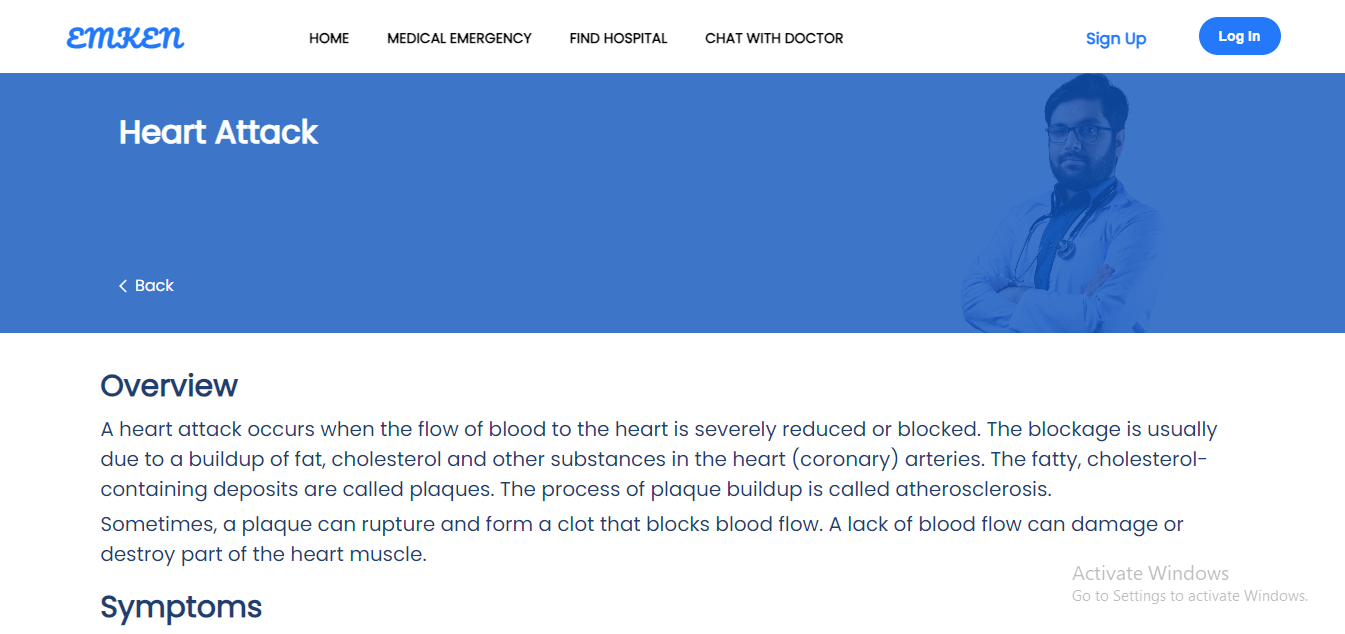 EMKEN
HOME
MEDICAL EMERGENCY
FIND HOSPITAL
CHAT WITH DOCTOR
Sign Up
Log In
Heart Attack
Back
Overview
A heart attack occurs when the flow of blood to the heart is severely reduced or blocked. The blockage is usually
due to a buildup of fat, cholesterol and other substances in the heart (coronary) arteries. The fatty, cholesterol-
containing deposits are called plaques. The process of plaque buildup is called atherosclerosis.
Sometimes, a plaque can rupture and form a clot that blocks blood flow. A lack of blood flow can damage or
destroy part of the heart muscle.
Activate Windows
Go to Settings to activate Windows.
Symptoms